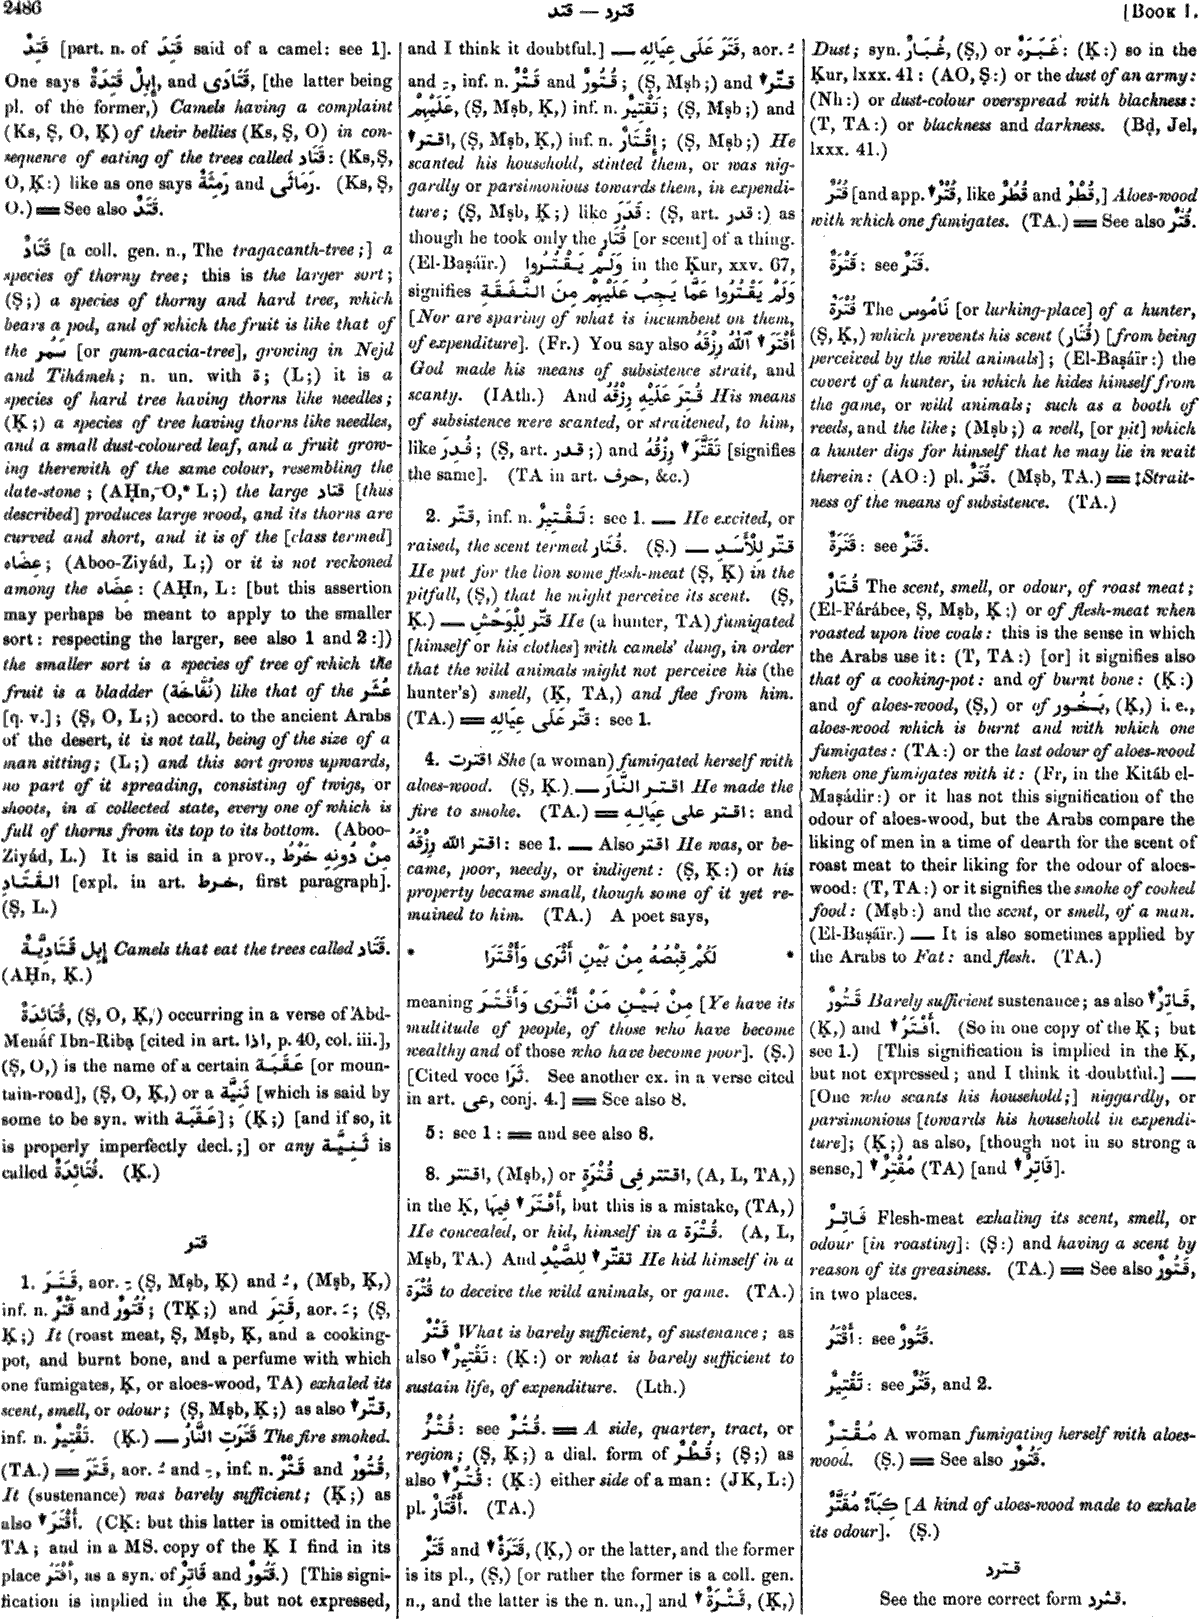 2486
قترد — قتد
[BOOK I.
قَتِدٌ [part. n. of قَتِدَ said of a camel: see 1].
One says إِبِلٌ قَتِدَةٌ, and قَتَادَى, [the latter being
pl. of the former,) Camels having a complaint
(Ks, Ṣ, O, Ḳ) of their bellies (Ks, Ṣ, O) in con-
sequence of eating of the trees called قَتَاد: (Ks, Ṣ,
O, Ḳ:) like as one says رَمِثَةٌ and رَمَاثَى. (Ks, Ṣ,
O.) ═ See also قَتَدٌ.
قَتَادٌ [a coll. gen. n., The tragacanth-tree;] a
species of thorny tree; this is the larger sort;
(Ṣ;) a species of thorny and hard tree, which
bears a pod, and of which the fruit is like that of
the سَمُر [or gum-acacia-tree], growing in Nejd
and Tihámeh; n. un. with ة; (L;) it is a
species of hard tree having thorns like needles;
(Ḳ;) a species of tree having thorns like needles,
and a small dust-coloured leaf, and a fruit grow-
ing therewith of the same colour, resembling the
date-stone; (AḤn, O,* L;) the large قتاد [thus
described] produces large wood, and its thorns are
curved and short, and it is of the [class termed]
عِضَاه; (Aboo-Ziyád, L;) or it is not reckoned
among the عِضَاه: (AḤn, L: [but this assertion
may perhaps be meant to apply to the smaller
sort: respecting the larger, see also 1 and 2:])
the smaller sort is a species of tree of which the
fruit is a bladder (نُفَّاخَة) like that of the عُشَر
[q. v.]; (Ṣ, O, L;) accord. to the ancient Arabs
of the desert, it is not tall, being of the size of a
man sitting; (L;) and this sort grows upwards,
no part of it spreading, consisting of twigs, or
shoots, in a collected state, every one of which is
full of thorns from its top to its bottom. (Aboo-
Ziyád, L.) It is said in a prov., مِنْ دُونِهِ خَرْطُ
القَتَادِ [expl. in art. خرط, first paragraph].
(Ṣ, L.)
إِبِل قَتَادِيَّةٌ Camels that eat the trees called قَتَاد.
(AḤn, Ḳ.)
قُتَائِدَةُ, (Ṣ, O, Ḳ,) occurring in a verse of 'Abd-
Menáf Ibn-Riba [cited in art. اذا, p. 40, col. iii.],
(Ṣ, O,) is the name of a certain عَقَبَة [or moun-
tain-road], (Ṣ, O, Ḳ,) or a ثَنِيَّة [which is said by
some to be syn. with عَقَبَة]; (Ḳ;) [and if so, it
is properly imperfectly decl.;] or any ثَنِيَّة is
called قُتَائِدَةٌ. (Ḳ.)
قتر
1. قَتَرَ, aor. ـِ (Ṣ, Mṣb, Ḳ) and ـُ, (Mṣb, Ḳ,)
inf. n. قَتْرٌ and قُتُورٌ; (TḲ;) and قَتِرَ, aor. ـَ; (Ṣ,
Ḳ;) It (roast meat, Ṣ, Mṣb, Ḳ, and a cooking-
pot, and burnt bone, and a perfume with which
one fumigates, Ḳ, or aloes-wood, TA) exhaled its
scent, smell, or odour; (Ṣ, Mṣb, Ḳ;) as also ▾ قتّر,
inf. n. تَقْتِيرٌ. (Ḳ.) — قَتَرَتِ النَّارُ The fire smoked.
(TA.) ═ قَتَرَ, aor. ـُ and ـِ, inf. n. قَتْرٌ and قُتُورٌ,
It (sustenance) was barely sufficient; (Ḳ;) as
also ▾ أَقْتَرَ. (CḲ: but this latter is omitted in the
TA; and in a MS. copy of the Ḳ I find in its
place أَقْتَرُ, as a syn. of قَاتِرٌ and قَتُورٌ.) [This signi-
fication is implied in the Ḳ, but not expressed,
and I think it doubtful.] — قَتَرَ عَلَى عِيَالِهِ, aor. ـُ
and ـِ, inf. n. قَتْرٌ and قُتُورٌ; (Ṣ, Mṣb;) and ▾ قتّر
عَلَيْهِمْ, (Ṣ, Mṣb, Ḳ,) inf. n. تَقْتِيرٌ; (Ṣ, Mṣb;) and
▾ اقتر, (Ṣ, Mṣb, Ḳ,) inf. n. إِقْتَارٌ; (Ṣ, Mṣb;) He
scanted his household, stinted them, or was nig-
gardly or parsimonious towards them, in expendi-
ture; (Ṣ, Mṣb, Ḳ;) like قَدَرَ: (Ṣ, art. قدر:) as
though he took only the قُتَار [or scent] of a thing.
(El-Baṣáïr.) وَلَمْ يَقْتُرُوا in the Ḳur, xxv. 67,
signifies وَلَمْ يَقْتُرُوا عَمَّا يَجِبُ عَلَيْهِمْ مِنَ النَّفَقَةِ
[Nor are sparing of what is incumbent on them,
of expenditure]. (Fr.) You say also أَقْتَرَ ▾ اللّٰهُ رِزْقَهُ
God made his means of subsistence strait, and
scanty. (IAth.) And قُتِرَ عَلَيْهِ رِزْقُهُ His means
of subsistence were scanted, or straitened, to him,
like قُدِرَ; (Ṣ, art. قدر;) and تَقَتَّرَ ▾ رِزْقُهُ [signifies
the same]. (TA in art. حرف, &c.)
2. قتّر, inf. n. تَقْتِيرٌ: see 1. — He excited, or
raised, the scent termed قُتَار. (Ṣ.) — قتّر لِلْأَسَدِ
He put for the lion some flesh-meat (Ṣ, Ḳ) in the
pitfall, (Ṣ,) that he might perceive its scent. (Ṣ,
Ḳ.) — قتّر لِلْوَحْشِ He (a hunter, TA) fumigated
[himself or his clothes] with camels' dung, in order
that the wild animals might not perceive his (the
hunter's) smell, (Ḳ, TA,) and flee from him.
(TA.) ═ قتّر عَلَى عِيَالِهِ: see 1.
4. اقترت She (a woman) fumigated herself with
aloes-wood. (Ṣ, Ḳ.) — اقتر النَّارَ He made the
fire to smoke. (TA.) ═ اقتر على عِيَالِهِ: and
اقتر اللّٰه رِزْقَهُ: see 1. — Also اقتر He was, or be-
came, poor, needy, or indigent: (Ṣ, Ḳ:) or his
property became small, though some of it yet re-
mained to him. (TA.) A poet says,
* لَكُمْ قِبْصُهُ مِنْ بَيْنِ أَثْرَى وَأَقْتَرَا *
meaning مِنْ بَيْنِ مَنْ أَثْرَى وَأَقْتَرَ [Ye have its
multitude of people, of those who have become
wealthy and of those who have become poor]. (Ṣ.)
[Cited voce ثَرَا. See another ex. in a verse cited
in art. عى, conj. 4.] ═ See also 8.
5: see 1: ═ and see also 8.
8. اقتتر, (Mṣb,) or اقتتر فِى قُتْرَةٍ, (A, L, TA,)
in the Ḳ, أَقْتَرَ ▾ فِيهَا, but this is a mistake, (TA,)
He concealed, or hid, himself in a قُتْرَة. (A, L,
Mṣb, TA.) And تقتّر ▾ لِلصَّيْدِ He hid himself in a
قُتْرَة to deceive the wild animals, or game. (TA.)
قَتْرٌ What is barely sufficient, of sustenance; as
also ▾ تَقْتِيرٌ: (Ḳ:) or what is barely sufficient to
sustain life, of expenditure. (Lth.)
قُتْرٌ: see قُتُرٌ. ═ A side, quarter, tract, or
region; (Ṣ, Ḳ;) a dial. form of قُطْرٌ; (Ṣ;) as
also ▾ قُتُرٌ: (Ḳ:) either side of a man: (JK, L:)
pl. أَقْتَارٌ. (TA.)
قَتَرٌ and ▾ قَتَرَةٌ, (Ḳ,) or the latter, and the former
is its pl., (Ṣ,) [or rather the former is a coll. gen.
n., and the latter is the n. un.,] and ▾ قَتْرَةٌ, (Ḳ,)
Dust; syn. غُبَارٌ, (Ṣ,) or غَبَرَةٌ: (Ḳ:) so in the
Ḳur, lxxx. 41: (AO, Ṣ:) or the dust of an army:
(Nh:) or dust-colour overspread with blackness:
(T, TA:) or blackness and darkness. (Bḍ, Jel,
lxxx. 41.)
قُتُرٌ [and app. ▾ قُتْرٌ, like قُطُرٌ and قُطْرٌ,] Aloes-wood
with which one fumigates. (TA.) ═ See also قُتْرٌ.
قَتْرَةٌ: see قَتَرٌ.
قُتْرَةٌ The نَامُوس [or lurking-place] of a hunter,
(Ṣ, Ḳ,) which prevents his scent (قُتَار) [from being
perceived by the wild animals]; (El-Baṣáïr:) the
covert of a hunter, in which he hides himself from
the game, or wild animals; such as a booth of
reeds, and the like; (Mṣb;) a well, [or pit] which
a hunter digs for himself that he may lie in wait
therein: (AO:) pl. قُتَرٌ. (Mṣb, TA.) ═ ‡ Strait-
ness of the means of subsistence. (TA.)
قَتَرَةٌ: see قَتَرٌ.
قُتَارٌ The scent, smell, or odour, of roast meat;
(El-Fárábee, Ṣ, Mṣb, Ḳ:) or of flesh-meat when
roasted upon live coals: this is the sense in which
the Arabs use it: (T, TA:) [or] it signifies also
that of a cooking-pot: and of burnt bone: (Ḳ:)
and of aloes-wood, (Ṣ,) or of بَخُور, (Ḳ,) i. e.,
aloes-wood which is burnt and with which one
fumigates: (TA:) or the last odour of aloes-wood
when one fumigates with it: (Fr, in the Kitáb el-
Maṣádir:) or it has not this signification of the
odour of aloes-wood, but the Arabs compare the
liking of men in a time of dearth for the scent of
roast meat to their liking for the odour of aloes-
wood: (T, TA:) or it signifies the smoke of cooked
food: (Mṣb:) and the scent, or smell, of a man.
(El-Baṣáïr.) — It is also sometimes applied by
the Arabs to Fat: and flesh. (TA.)
قَتُورٌ Barely sufficient sustenance; as also ▾ قَاتِرٌ,
(Ḳ,) and ▾ أَقْتَرُ. (So in one copy of the Ḳ; but
see 1.) [This signification is implied in the Ḳ,
but not expressed; and I think it doubtful.] —
[One who scants his household;] niggardly, or
parsimonious [towards his household in expendi-
ture]; (Ḳ;) as also, [though not in so strong a
sense,] ▾ مُقْتِرٌ (TA) [and ▾ قَاتِرٌ].
قَاتِرٌ Flesh-meat exhaling its scent, smell, or
odour [in roasting]: (Ṣ:) and having a scent by
reason of its greasiness. (TA.) ═ See also قَتُورٌ,
in two places.
أَقْتَرُ: see قَتُورٌ.
تَقْتِيرٌ: see قَتْرٌ, and 2.
مُقْتِرٌ A woman fumigating herself with aloes-
wood. (Ṣ.) ═ See also قَتُورٌ.
كِبَآءٌ مُقَتَّرٌ [A kind of aloes-wood made to exhale
its odour]. (Ṣ.)
قترد
See the more correct form قثرد.